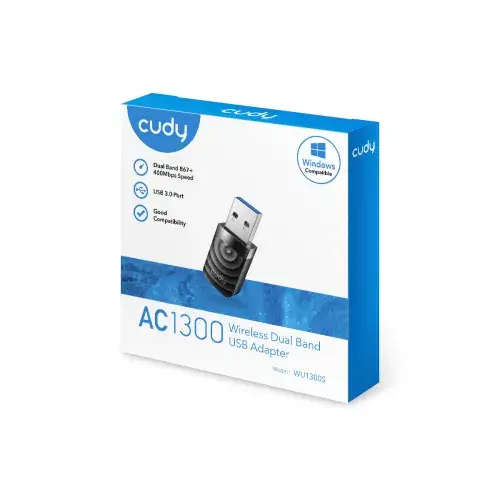 cudy
Dual Band 867+
400Mbps Speed
USB 3.0 Port
Good
Compatibility
Windows
Compatible
cudy
cudy
AC1300 Wireless Dual Band
USB Adapter
Model: WU1300S